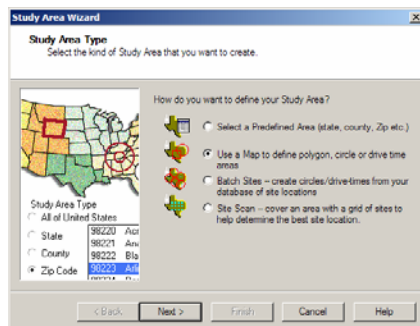 Study Area Wizard
Study Area Type
Select the kind of Study Area that you want to create.
How do you want to define your Study Area?
Select a Predefined Area (state, county, Zip etc.)
Use a Map to define polygon, circle or drive time
areas
Batch Sites – create circles/drive-times from your
database of site locations
Site Scan – cover an area with a grid of sites to
help determine the best site location.
Study Area Type
All of United States
State
County
Zip Code
98220
98221
98222
98223
< Back
Next >
Finish
Cancel
Help